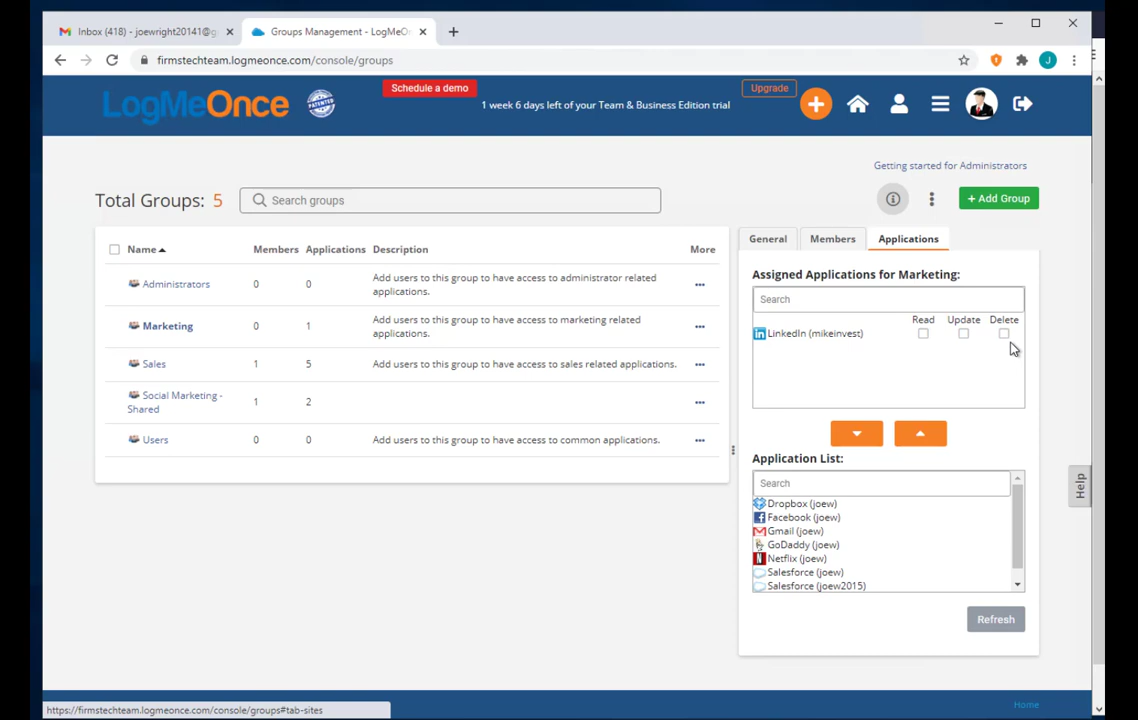 Inbox (418) - joewright20141@g
Groups Management - LogMeOn
firmstechteam.logmeonce.com/console/groups
J
LogMeOnce
PATENTED
Schedule a demo
1 week 6 days left of your Team & Business Edition trial
Upgrade
Getting started for Administrators
Total Groups: 5
Search groups
+ Add Group
Name Members Applications Description More
Administrators 0 0 Add users to this group to have access to administrator related
applications.
Marketing 0 1 Add users to this group to have access to marketing related
applications.
Sales 1 5 Add users to this group to have access to sales related applications.
Social Marketing -
Shared 1 2
Users 0 0 Add users to this group to have access to common applications.
General Members Applications
Assigned Applications for Marketing:
Search
Read Update Delete
LinkedIn (mikeinvest)
Application List:
Search
Dropbox (joew)
Facebook (joew)
Gmail (joew)
GoDaddy (joew)
Netflix (joew)
Salesforce (joew)
Salesforce (joew2015)
Refresh
Help
Home
https://firmstechteam.logmeonce.com/console/groups#tab-sites